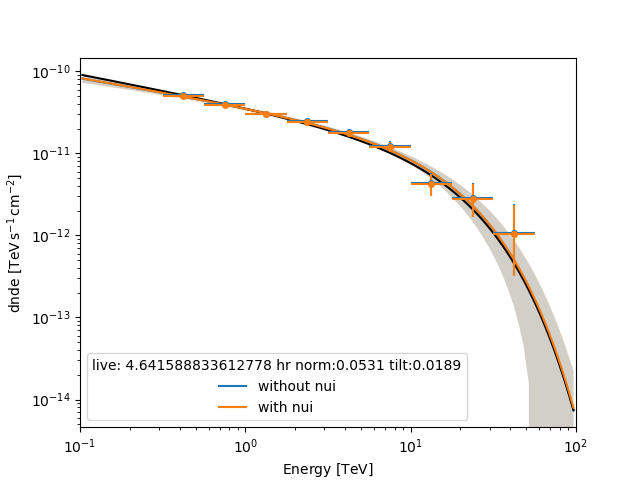 10⁻¹⁰
10⁻¹¹
10⁻¹²
10⁻¹³
10⁻¹⁴
dnde [TeV s⁻¹ cm⁻²]
live: 4.641588833612778 hr norm:0.0531 tilt:0.0189
without nui
with nui
10⁻¹ 10⁰ 10¹ 10²
Energy [TeV]